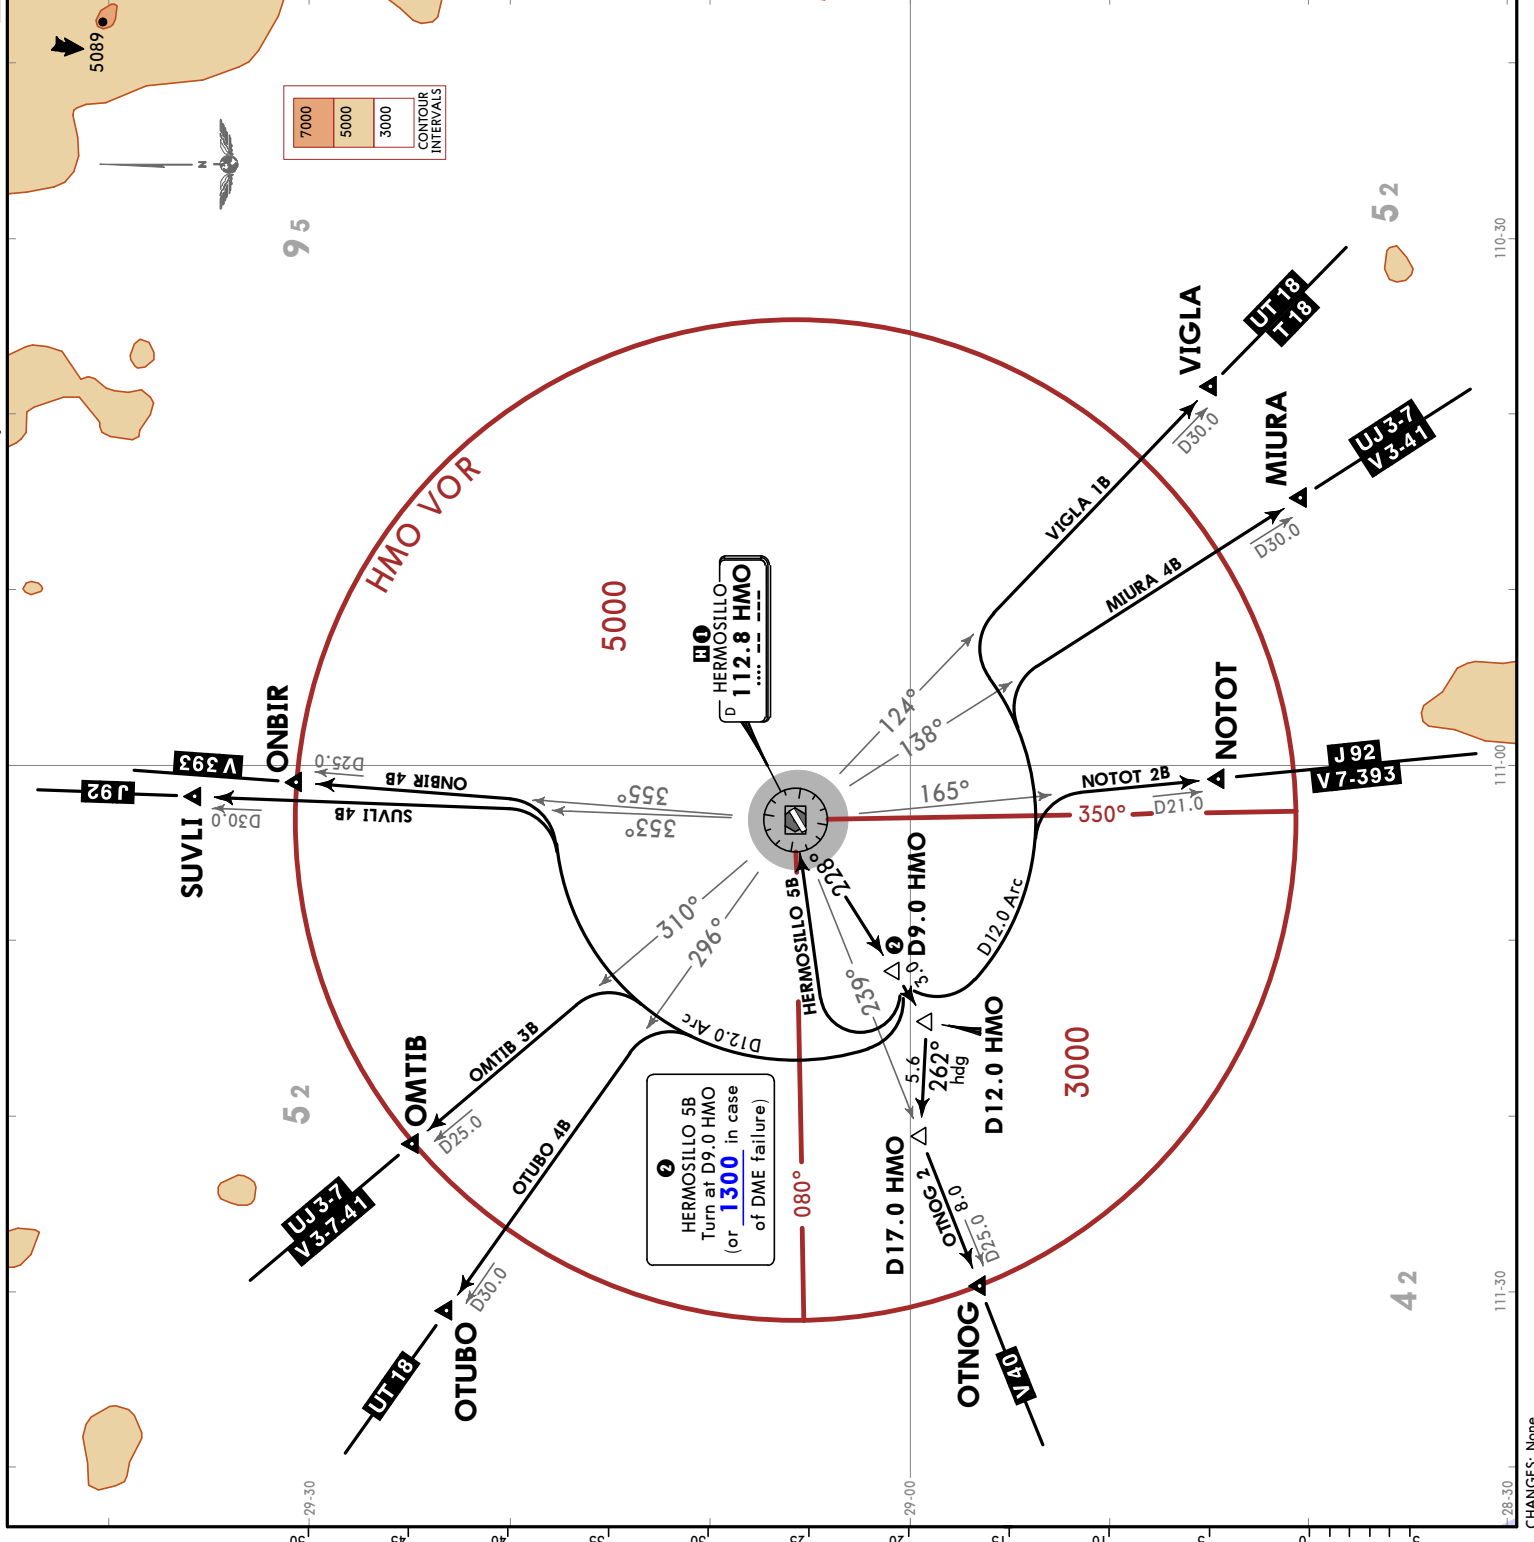 5089
7000
5000
3000
CONTOUR
INTERVALS
N
9 5
5 2
5 2
4 2
HMO VOR
5000
3000
H 1
HERMOSILLO
D 112.8 HMO
J 92
V 393
SUVLI
ONBIR
D30.0
D25.0
SUVLI 4B
ONBIR 4B
353°
355°
310°
296°
124°
138°
165°
239°
228°
350°
080°
VIGLA
UT 18
T 18
D30.0
VIGLA 1B
MIURA
UJ 3-7
V 3-41
D30.0
MIURA 4B
NOTOT
J 92
V 7-393
NOTOT 2B
D21.0
D12.0 Arc
D12.0 Arc
HERMOSILLO 5B
2
D9.0 HMO
3.0
D12.0 HMO
5.6
262°
hdg
D17.0 HMO
OTNOG 2
8.0
D25.0
OTNOG
V 40
OMTIB
OMTIB 3B
D25.0
UJ 3-7
V 3-7-41
OTUBO
OTUBO 4B
D30.0
UT 18
2
HERMOSILLO 5B
Turn at D9.0 HMO
(or 1300 in case
of DME failure)
29-30
29-00
28-30
110-30
111-00
111-30
CHANGES: None